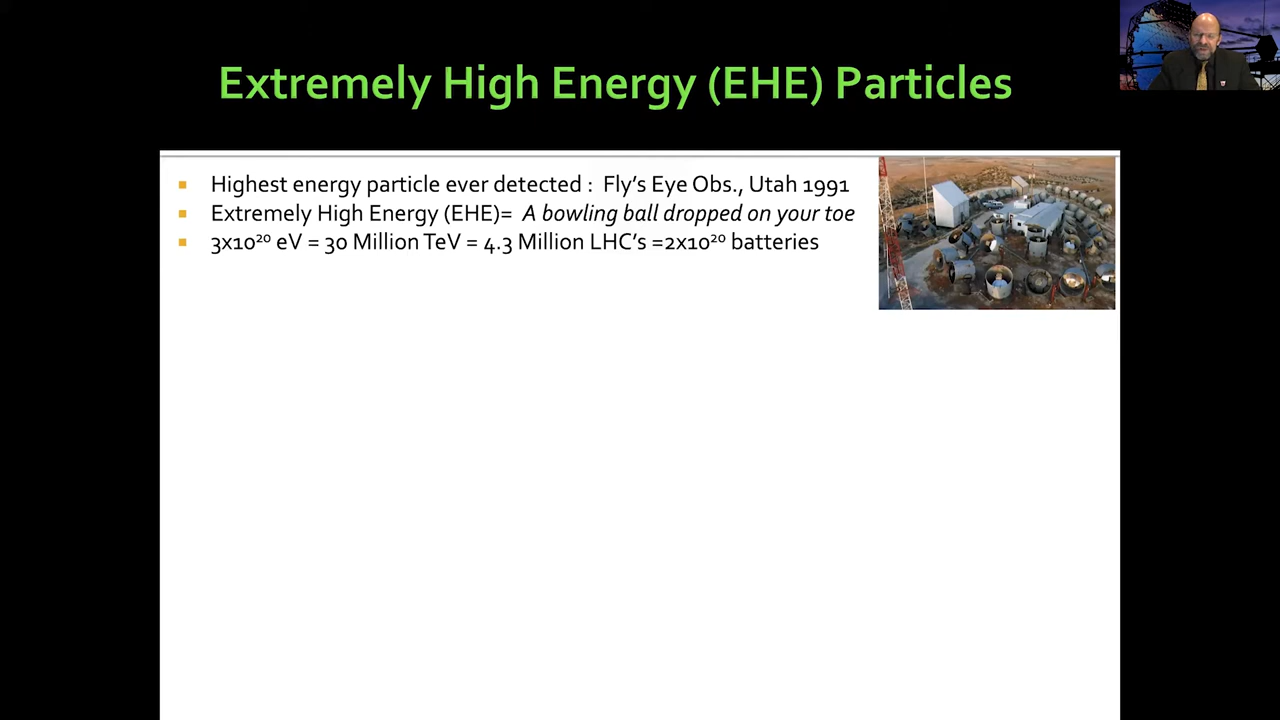 Extremely High Energy (EHE) Particles
Highest energy particle ever detected : Fly's Eye Obs., Utah 1991
Extremely High Energy (EHE)= A bowling ball dropped on your toe
3x10²⁰ eV = 30 Million TeV = 4.3 Million LHC's =2x10²⁰ batteries